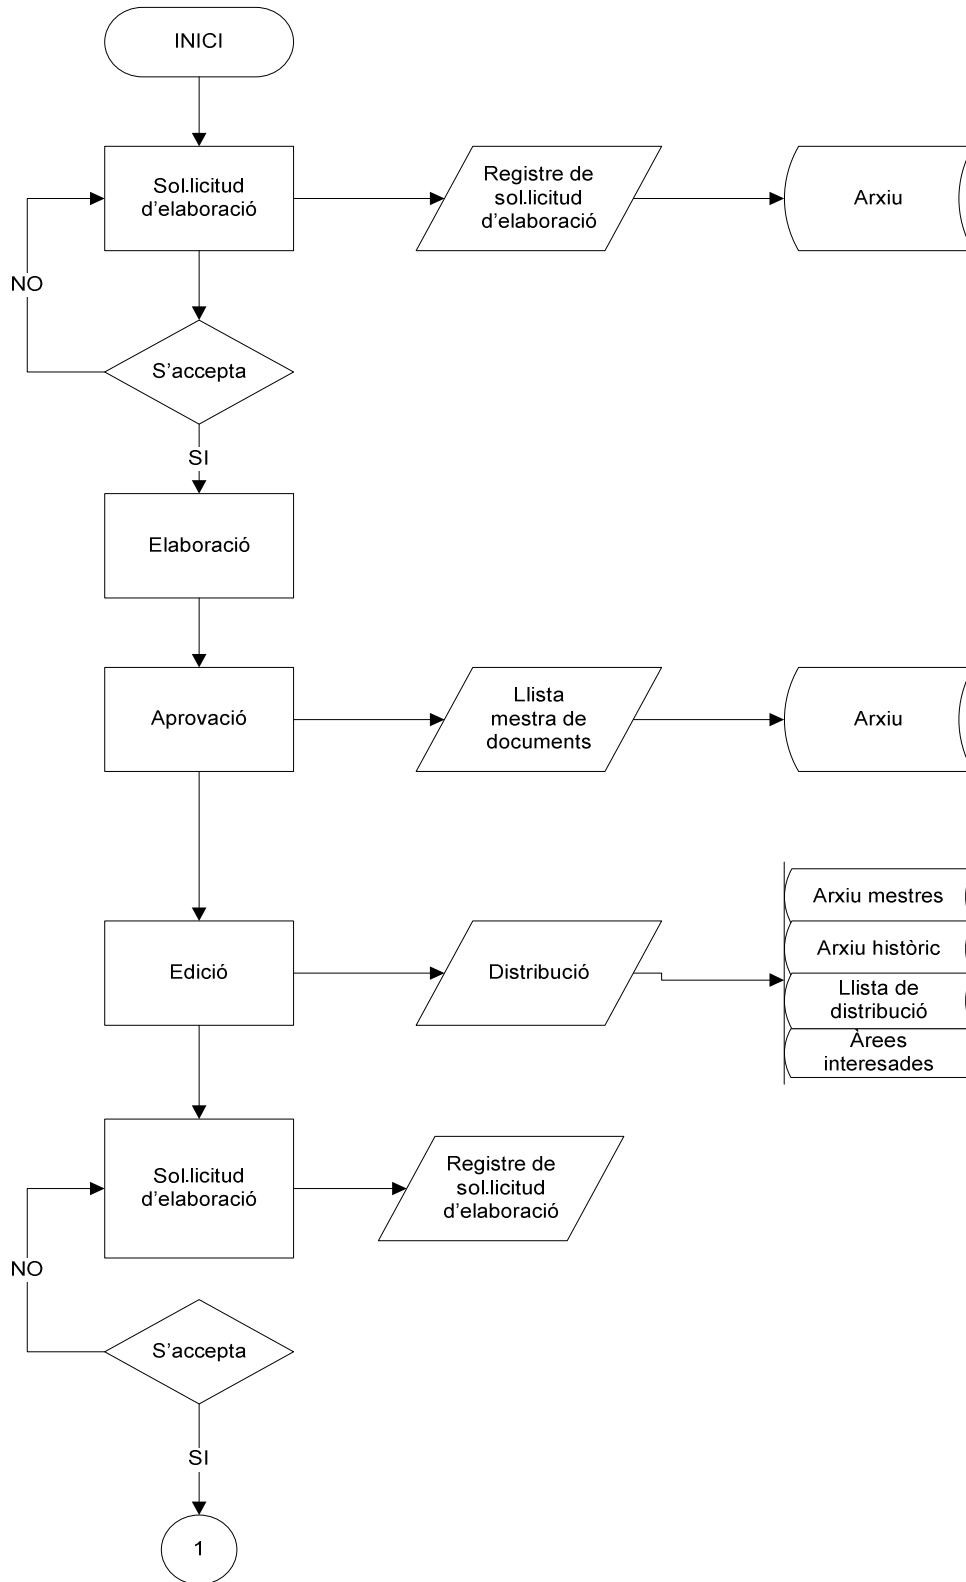 INICI
Sol.licitud
d’elaboració
Registre de
sol.licitud
d’elaboració
Arxiu
NO
S’accepta
SI
Elaboració
Aprovació
Llista
mestra de
documents
Arxiu
Edició
Distribució
Arxiu mestres
Arxiu històric
Llista de
distribució
Àrees
interesades
Sol.licitud
d’elaboració
Registre de
sol.licitud
d’elaboració
NO
S’accepta
SI
1